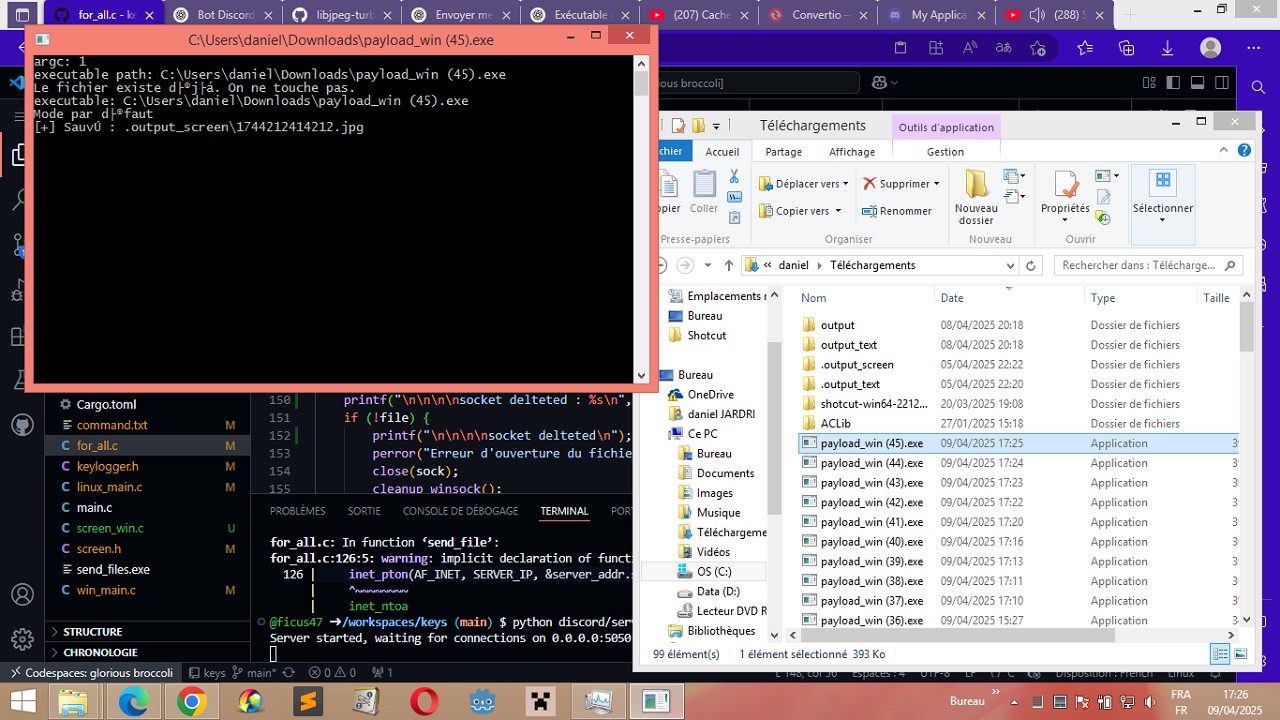 for_all.c - ke
Bot Discord
libjpeg-turb
Envoyer me
Exécutable
(207) Cache
Convertio –
My Applica
(288)
C:\Users\daniel\Downloads\payload_win (45).exe
argc: 1
executable path: C:\Users\daniel\Downloads\payload_win (45).exe
Le fichier existe d├®j├á. On ne touche pas.
executable: C:\Users\daniel\Downloads\payload_win (45).exe
Mode par d├®faut
[+] Sauvú : .output_screen\1744212414212.jpg
ious broccoli]
Téléchargements
Outils d'application
chier
Accueil
Partage
Affichage
Gestion
opier
Coller
Déplacer vers
Copier vers
Supprimer
Renommer
Nouveau
dossier
Propriétés
Sélectionner
Presse-papiers
Organiser
Nouveau
Ouvrir
« daniel Téléchargements
Rechercher dans : Télécharge...
Nom Date Type Taille
output 08/04/2025 20:18 Dossier de fichiers
output_text 08/04/2025 20:18 Dossier de fichiers
.output_screen 05/04/2025 22:22 Dossier de fichiers
.output_text 05/04/2025 22:20 Dossier de fichiers
shotcut-win64-2212... 20/03/2025 19:08 Dossier de fichiers
ACLib 27/01/2025 15:18 Dossier de fichiers
payload_win (45).exe 09/04/2025 17:25 Application
payload_win (44).exe 09/04/2025 17:24 Application
payload_win (43).exe 09/04/2025 17:23 Application
payload_win (42).exe 09/04/2025 17:22 Application
payload_win (41).exe 09/04/2025 17:20 Application
payload_win (40).exe 09/04/2025 17:16 Application
payload_win (39).exe 09/04/2025 17:13 Application
payload_win (38).exe 09/04/2025 17:11 Application
payload_win (37).exe 09/04/2025 17:10 Application
payload_win (36).exe 09/04/2025 15:27 Application
Emplacements r
Bureau
Shotcut
Bureau
OneDrive
daniel JARDRI
Ce PC
Bureau
Documents
Images
Musique
Téléchargeme
Vidéos
OS (C:)
Data (D:)
Lecteur DVD R
Bibliothèques
99 élément(s) 1 élément sélectionné 393 Ko
Cargo.toml
command.txt M
for_all.c M
keylogger.h M
linux_main.c M
main.c
screen_win.c U
screen.h M
send_files.exe
win_main.c M
STRUCTURE
CHRONOLOGIE
150 printf("\n\n\n\nsocket delteted : %s\n",
151 if (!file) {
152 printf("\n\n\n\nsocket delteted\n");
153 perror("Erreur d'ouverture du fichie
154 close(sock);
155 cleanup_winsock();
PROBLÈMES SORTIE CONSOLE DE DÉBOGAGE TERMINAL POR
for_all.c: In function ‘send_file’:
for_all.c:126:5: warning: implicit declaration of functi
126 | inet_pton(AF_INET, SERVER_IP, &server_addr.s
| ^~~~~~~~~
| inet_ntoa
@ficus47 ➜/workspaces/keys (main) $ python discord/serv
Server started, waiting for connections on 0.0.0.0:5050
Codespaces: glorious broccoli
keys
main*
0
0
1
L 148, col 56
Espaces : 4
UTF-8
LF
C
Disposition : French
Linux
Bureau
FRA
FR
17:26
09/04/2025